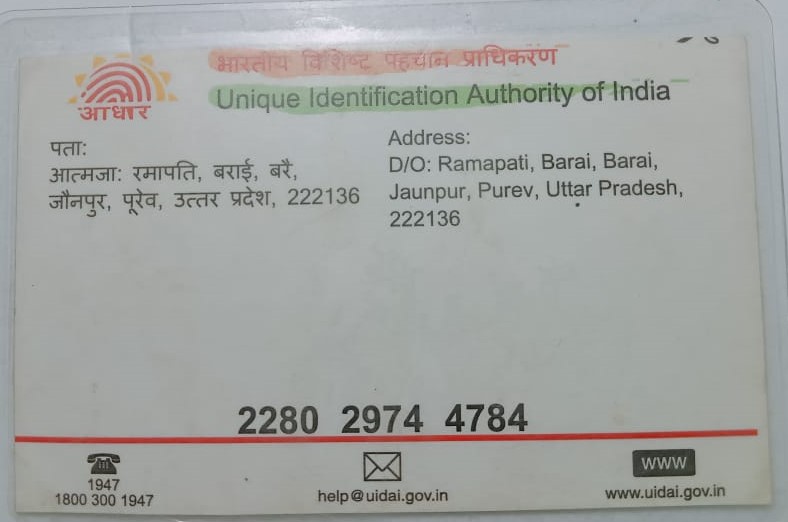 भारतीय विशिष्ट पहचान प्राधिकरण
Unique Identification Authority of India
आधार
पता:
आत्मजा: रमापति, बराई, बरै,
जौनपुर, पूरेव, उत्तर प्रदेश, 222136
Address:
D/O: Ramapati, Barai, Barai,
Jaunpur, Purev, Uttar Pradesh,
222136
2280 2974 4784
1947
1800 300 1947
help@uidai.gov.in
WWW
www.uidai.gov.in